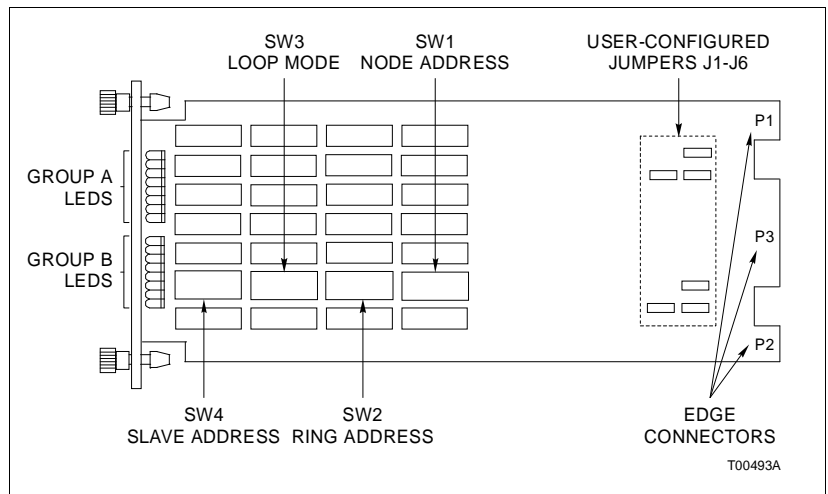 SW3
LOOP MODE
SW1
NODE ADDRESS
USER-CONFIGURED
JUMPERS J1-J6
P1
GROUP A
LEDS
P3
GROUP B
LEDS
P2
SW4
SLAVE ADDRESS
SW2
RING ADDRESS
EDGE
CONNECTORS
T00493A